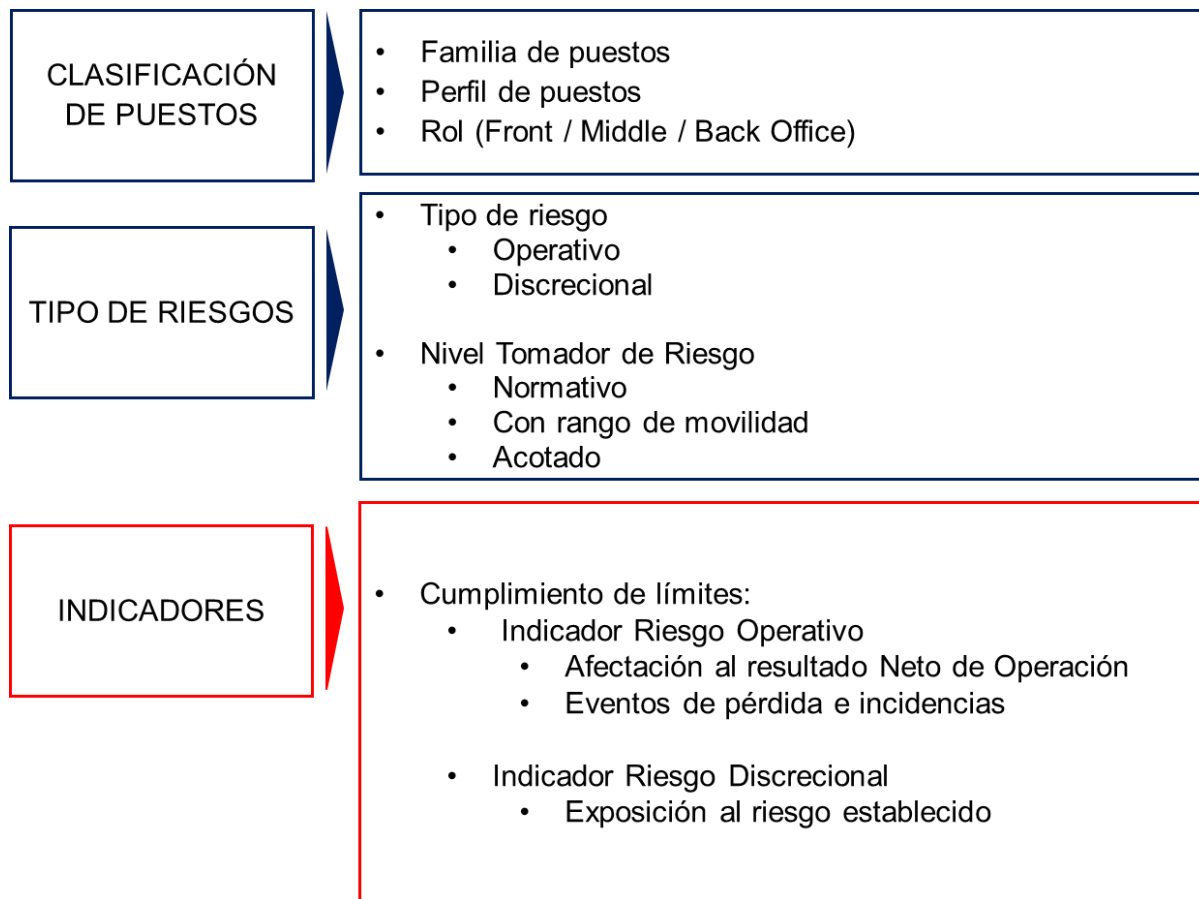 CLASIFICACIÓN
DE PUESTOS
• Familia de puestos
• Perfil de puestos
• Rol (Front / Middle / Back Office)
TIPO DE RIESGOS
• Tipo de riesgo
• Operativo
• Discrecional
• Nivel Tomador de Riesgo
• Normativo
• Con rango de movilidad
• Acotado
INDICADORES
• Cumplimiento de límites:
• Indicador Riesgo Operativo
• Afectación al resultado Neto de Operación
• Eventos de pérdida e incidencias
• Indicador Riesgo Discrecional
• Exposición al riesgo establecido